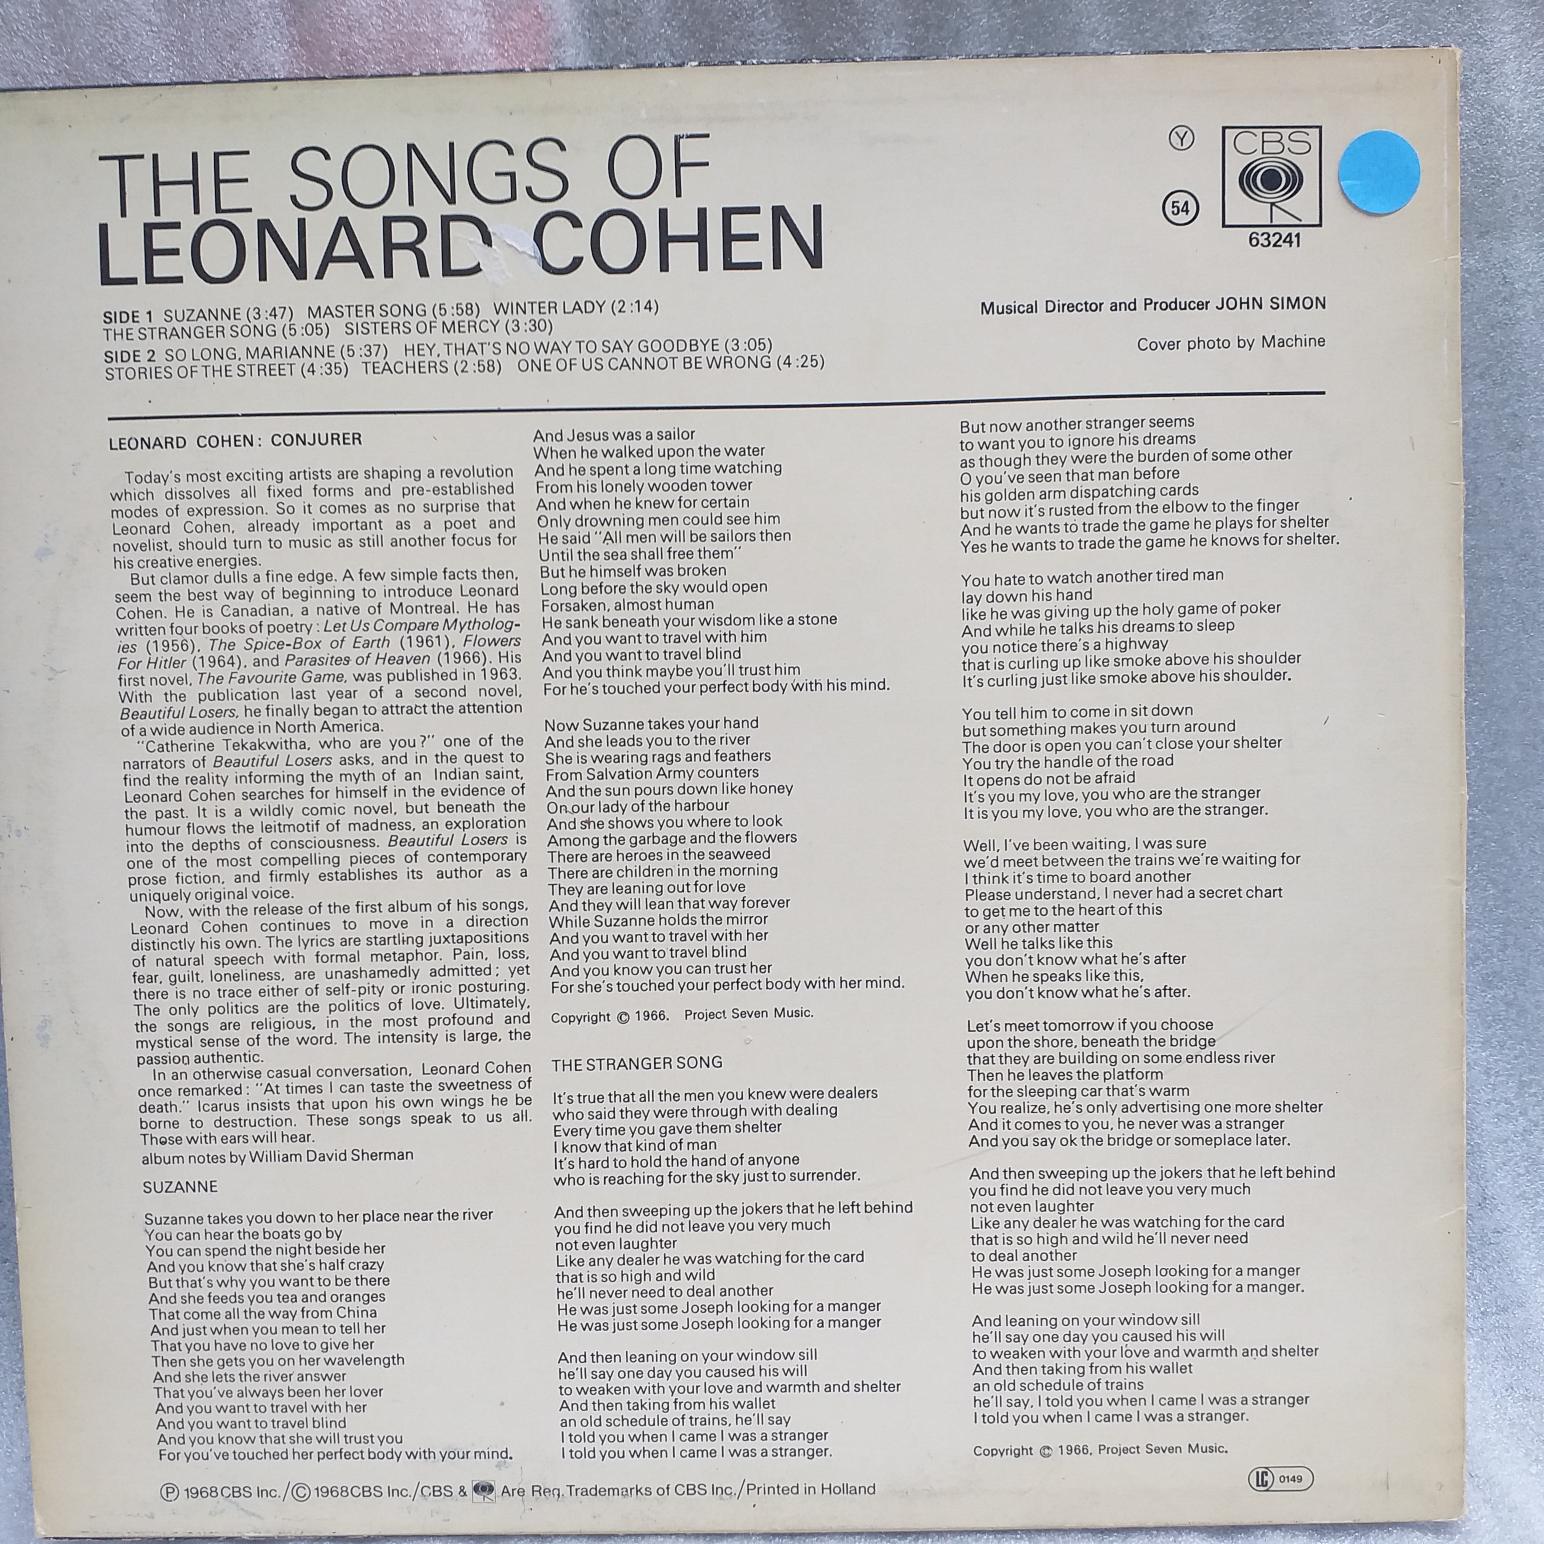 THE SONGS OF
LEONARD COHEN
Y
54
CBS
63241
SIDE 1 SUZANNE (3:47) MASTER SONG (5:58) WINTER LADY (2:14)
THE STRANGER SONG (5:05) SISTERS OF MERCY (3:30)
SIDE 2 SO LONG, MARIANNE (5:37) HEY, THAT'S NO WAY TO SAY GOODBYE (3:05)
STORIES OF THE STREET (4:35) TEACHERS (2:58) ONE OF US CANNOT BE WRONG (4:25)
Musical Director and Producer JOHN SIMON
Cover photo by Machine
LEONARD COHEN: CONJURER
Today's most exciting artists are shaping a revolution
which dissolves all fixed forms and pre-established
modes of expression. So it comes as no surprise that
Leonard Cohen, already important as a poet and
novelist, should turn to music as still another focus for
his creative energies.
But clamor dulls a fine edge. A few simple facts then,
seem the best way of beginning to introduce Leonard
Cohen. He is Canadian, a native of Montreal. He has
written four books of poetry: Let Us Compare Mytholog-
ies (1956), The Spice-Box of Earth (1961), Flowers
For Hitler (1964), and Parasites of Heaven (1966). His
first novel, The Favourite Game, was published in 1963.
With the publication last year of a second novel,
Beautiful Losers, he finally began to attract the attention
of a wide audience in North America.
"Catherine Tekakwitha, who are you?" one of the
narrators of Beautiful Losers asks, and in the quest to
find the reality informing the myth of an Indian saint,
Leonard Cohen searches for himself in the evidence of
the past. It is a wildly comic novel, but beneath the
humour flows the leitmotif of madness, an exploration
into the depths of consciousness. Beautiful Losers is
one of the most compelling pieces of contemporary
prose fiction, and firmly establishes its author as a
uniquely original voice.
Now, with the release of the first album of his songs,
Leonard Cohen continues to move in a direction
distinctly his own. The lyrics are startling juxtapositions
of natural speech with formal metaphor. Pain, loss,
fear, guilt, loneliness, are unashamedly admitted; yet
there is no trace either of self-pity or ironic posturing.
The only politics are the politics of love. Ultimately,
the songs are religious, in the most profound and
mystical sense of the word. The intensity is large, the
passion authentic.
In an otherwise casual conversation, Leonard Cohen
once remarked: "At times I can taste the sweetness of
death." Icarus insists that upon his own wings he be
borne to destruction. These songs speak to us all.
Those with ears will hear.
album notes by William David Sherman
SUZANNE
Suzanne takes you down to her place near the river
You can hear the boats go by
You can spend the night beside her
And you know that she's half crazy
But that's why you want to be there
And she feeds you tea and oranges
That come all the way from China
And just when you mean to tell her
That you have no love to give her
Then she gets you on her wavelength
And she lets the river answer
That you've always been her lover
And you want to travel with her
And you want to travel blind
And you know that she will trust you
For you've touched her perfect body with your mind.
And Jesus was a sailor
When he walked upon the water
And he spent a long time watching
From his lonely wooden tower
And when he knew for certain
Only drowning men could see him
He said "All men will be sailors then
Until the sea shall free them"
But he himself was broken
Long before the sky would open
Forsaken, almost human
He sank beneath your wisdom like a stone
And you want to travel with him
And you want to travel blind
And you think maybe you'll trust him
For he's touched your perfect body with his mind.
Now Suzanne takes your hand
And she leads you to the river
She is wearing rags and feathers
From Salvation Army counters
And the sun pours down like honey
On our lady of the harbour
And she shows you where to look
Among the garbage and the flowers
There are heroes in the seaweed
There are children in the morning
They are leaning out for love
And they will lean that way forever
While Suzanne holds the mirror
And you want to travel with her
And you want to travel blind
And you know you can trust her
For she's touched your perfect body with her mind.
Copyright © 1966. Project Seven Music.
THE STRANGER SONG
It's true that all the men you knew were dealers
who said they were through with dealing
Every time you gave them shelter
I know that kind of man
It's hard to hold the hand of anyone
who is reaching for the sky just to surrender.
And then sweeping up the jokers that he left behind
you find he did not leave you very much
not even laughter
Like any dealer he was watching for the card
that is so high and wild
he'll never need to deal another
He was just some Joseph looking for a manger
He was just some Joseph looking for a manger
And then leaning on your window sill
he'll say one day you caused his will
to weaken with your love and warmth and shelter
And then taking from his wallet
an old schedule of trains, he'll say
I told you when I came I was a stranger
I told you when I came I was a stranger.
But now another stranger seems
to want you to ignore his dreams
as though they were the burden of some other
O you've seen that man before
his golden arm dispatching cards
but now it's rusted from the elbow to the finger
And he wants to trade the game he plays for shelter
Yes he wants to trade the game he knows for shelter.
You hate to watch another tired man
lay down his hand
like he was giving up the holy game of poker
And while he talks his dreams to sleep
you notice there's a highway
that is curling up like smoke above his shoulder
It's curling just like smoke above his shoulder.
You tell him to come in sit down
but something makes you turn around
The door is open you can't close your shelter
You try the handle of the road
It opens do not be afraid
It's you my love, you who are the stranger
It is you my love, you who are the stranger.
Well, I've been waiting, I was sure
we'd meet between the trains we're waiting for
I think it's time to board another
Please understand, I never had a secret chart
to get me to the heart of this
or any other matter
Well he talks like this
you don't know what he's after
When he speaks like this,
you don't know what he's after.
Let's meet tomorrow if you choose
upon the shore, beneath the bridge
that they are building on some endless river
Then he leaves the platform
for the sleeping car that's warm
You realize, he's only advertising one more shelter
And it comes to you, he never was a stranger
And you say ok the bridge or someplace later.
And then sweeping up the jokers that he left behind
you find he did not leave you very much
not even laughter
Like any dealer he was watching for the card
that is so high and wild he'll never need
to deal another
He was just some Joseph looking for a manger
He was just some Joseph looking for a manger.
And leaning on your window sill
he'll say one day you caused his will
to weaken with your love and warmth and shelter
And then taking from his wallet
an old schedule of trains
he'll say, I told you when I came I was a stranger
I told you when I came I was a stranger.
Copyright © 1966, Project Seven Music.
LC 0149
Ⓟ 1968 CBS Inc./© 1968 CBS Inc./CBS & Are Reg. Trademarks of CBS Inc./Printed in Holland